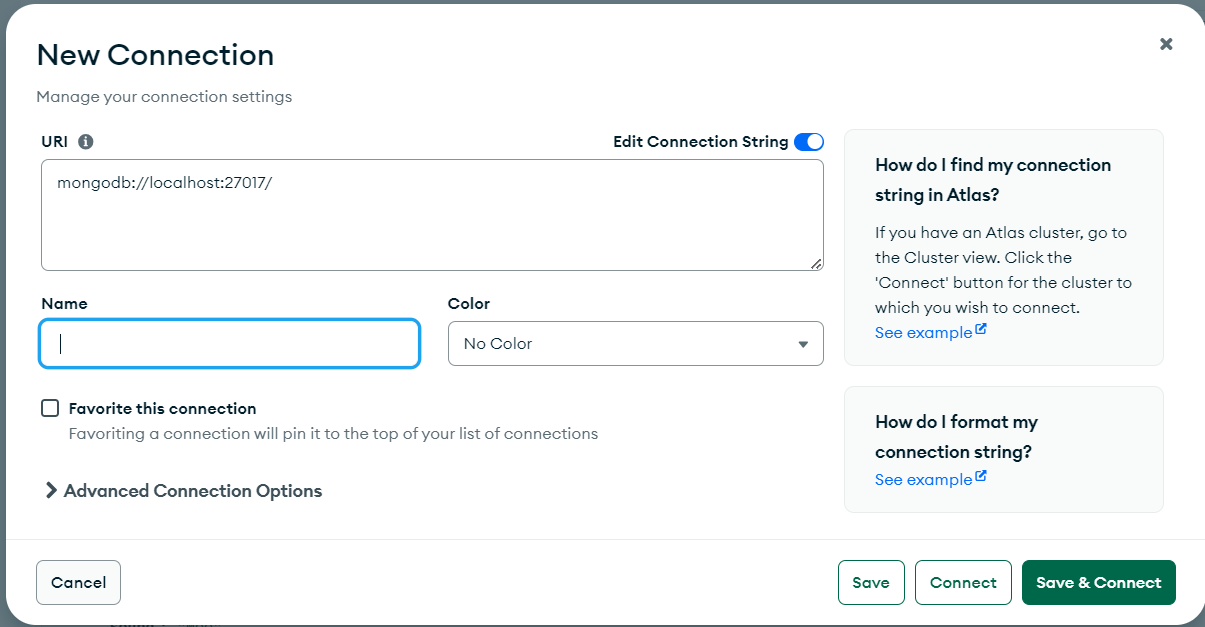 New Connection
Manage your connection settings
URI
Edit Connection String
mongodb://localhost:27017/
Name
Color
No Color
Favorite this connection
Favoriting a connection will pin it to the top of your list of connections
Advanced Connection Options
How do I find my connection
string in Atlas?
If you have an Atlas cluster, go to
the Cluster view. Click the
'Connect' button for the cluster to
which you wish to connect.
See example
How do I format my
connection string?
See example
Cancel
Save
Connect
Save & Connect